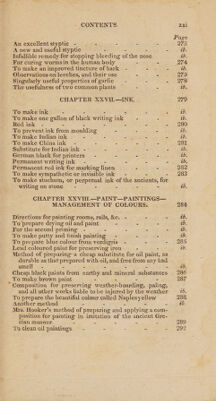 CONTENTS. xxi
Page
An excellent styptic - 273
A new and useful styptic - ib.
Infallible remedy for stopping bleeding of the nose - ib.
For curing worms in the human body - 274
To make an improved tincture of bark - ib.
Observations on leeches, and their use - 275
Singularly useful properties of garlic - 278
The usefulness of two common plants - ib.
CHAPTER XXVII.—INK. 279
To make ink - ib.
To make one gallon of black writing ink - ib.
Red ink - 280
To prevent ink from moulding - ib.
To make Indian ink - ib.
To make China ink - 281
Substitute for Indian ink - ib.
German black for printers - ib.
Permanent writing ink - ib.
Permanent red ink for marking linen - 282
To make sympathetic or invisible ink - 283
To make stuchum, or perpetual ink of the ancients, for
writing on stone - ib.
CHAPTER XXVIII.—PAINT—PAINTINGS—
MANAGEMENT OF COLOURS. 284
Directions for painting rooms, rails, &c. - ib.
To prepare drying oil and paint - ib.
For the second priming - ib.
To make putty and finish painting - ib.
To prepare blue colour from verdigris - 285
Lead coloured paint for preserving iron - ib.
Method of preparing a cheap substitute for oil paint, as
durable as that prepared with oil, and free from any bad
smell - ib.
Cheap black paints from earthy and mineral substances 286
To make brown paint - 287
Composition for preserving weather-boarding, paling,
and all other works liable to be injured by the weather ib.
To prepare the beautiful colour called Naples yellow 288
Another method - ib.
Mrs. Hooker's method of preparing and applying a com-
position for painting in imitation of the ancient Gre-
cian manner - 289
To clean oil paintings - 292